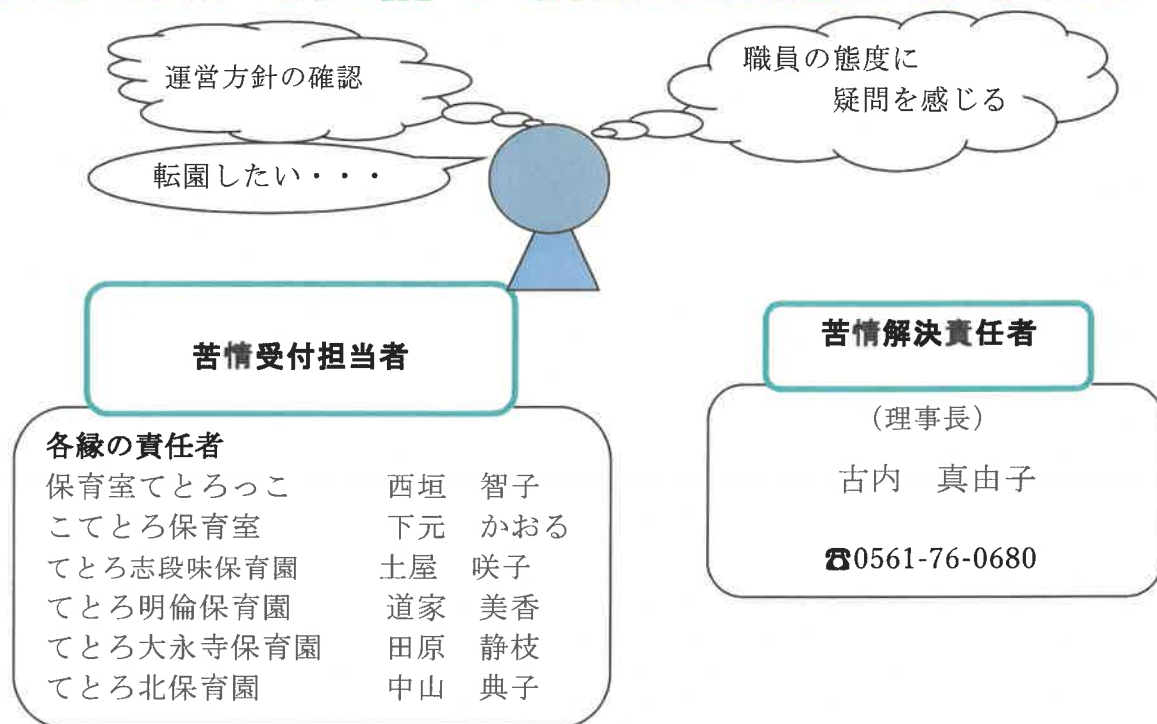 運営方針の確認
職員の態度に
疑問を感じる
転園したい・・・
苦情受付担当者
苦情解決責任者
各縁の責任者
保育室てとろっこ 西垣 智子
こてとろ保育室 下元 かおる
てとろ志段味保育園 土屋 咲子
てとろ明倫保育園 道家 美香
てとろ大永寺保育園 田原 静枝
てとろ北保育園 中山 典子
（理事長）
古内 真由子
☎0561-76-0680